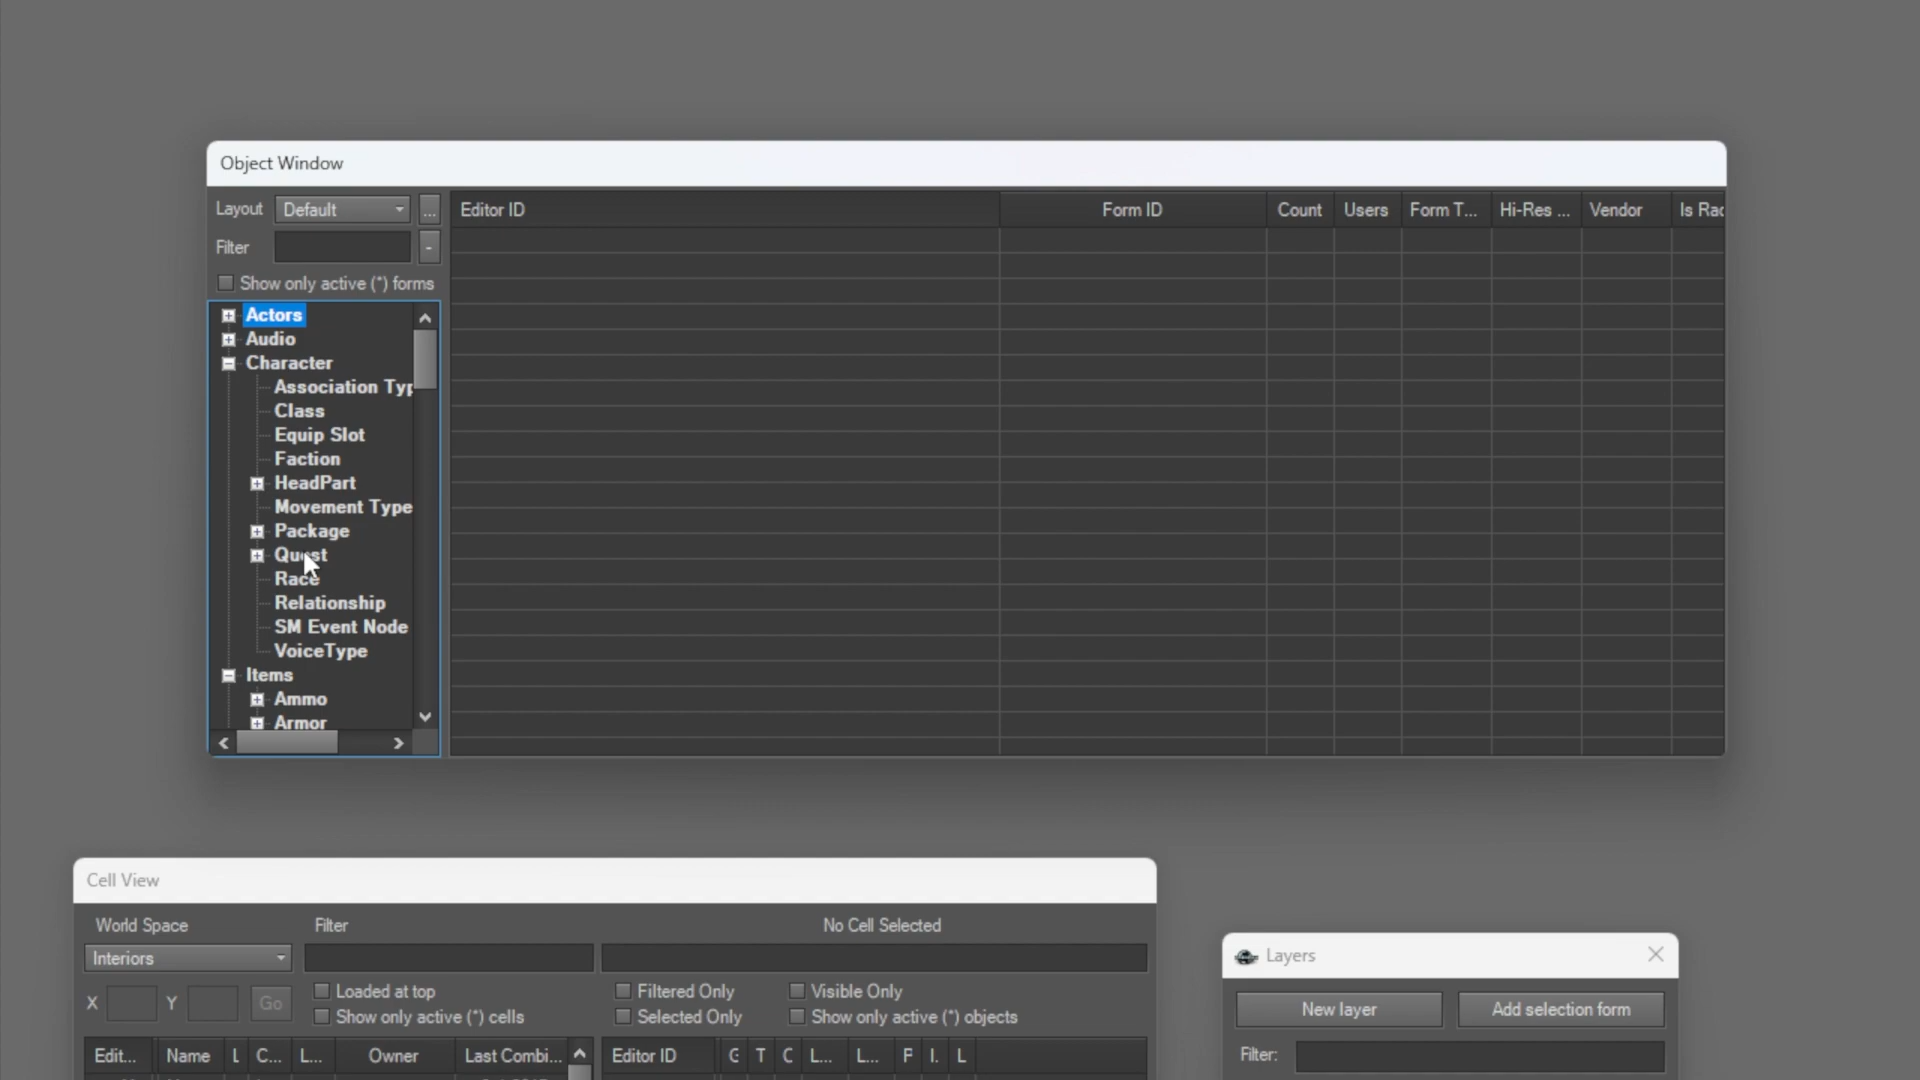 Object Window
Layout Default ...
Filter -
Show only active (*) forms
Editor ID Form ID Count Users Form T... Hi-Res ... Vendor Is Rac
Actors
Audio
Character
Association Typ
Class
Equip Slot
Faction
HeadPart
Movement Type
Package
Quest
Race
Relationship
SM Event Node
VoiceType
Items
Ammo
Armor
Cell View
World Space Filter No Cell Selected
Interiors
X Y Go
Loaded at top
Show only active (*) cells
Filtered Only Visible Only
Selected Only Show only active (*) objects
Edit... Name L C... L... Owner Last Combi...
Editor ID G T C L... L... F I. L
Layers
New layer Add selection form
Filter: